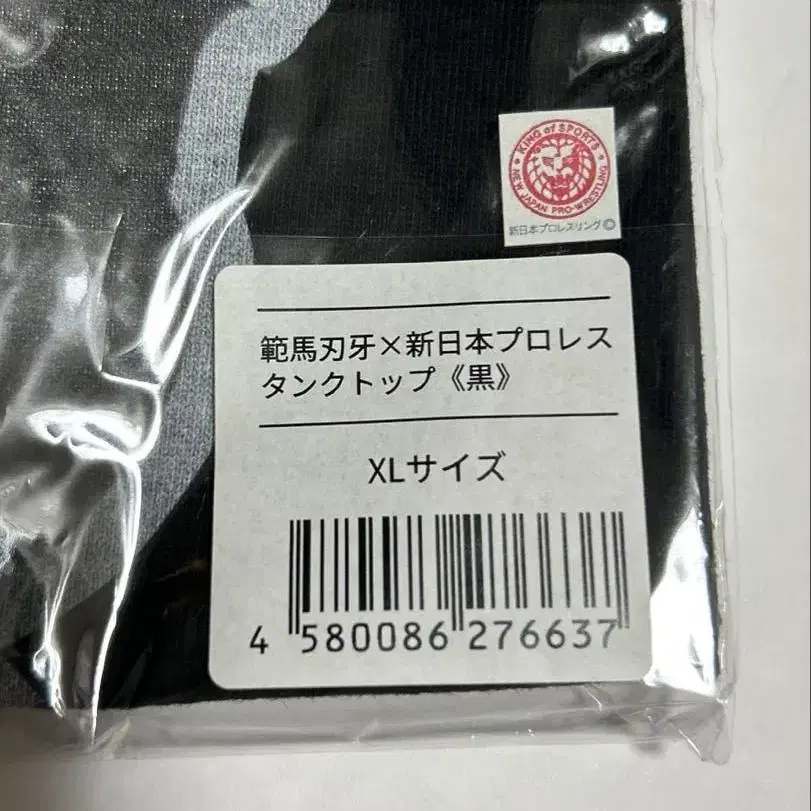 KING of SPORTS
NEW JAPAN PRO-WRESTLING
新日本プロレスリング©
範馬刃牙×新日本プロレス
タンクトップ《黒》
XLサイズ
4 580086 276637